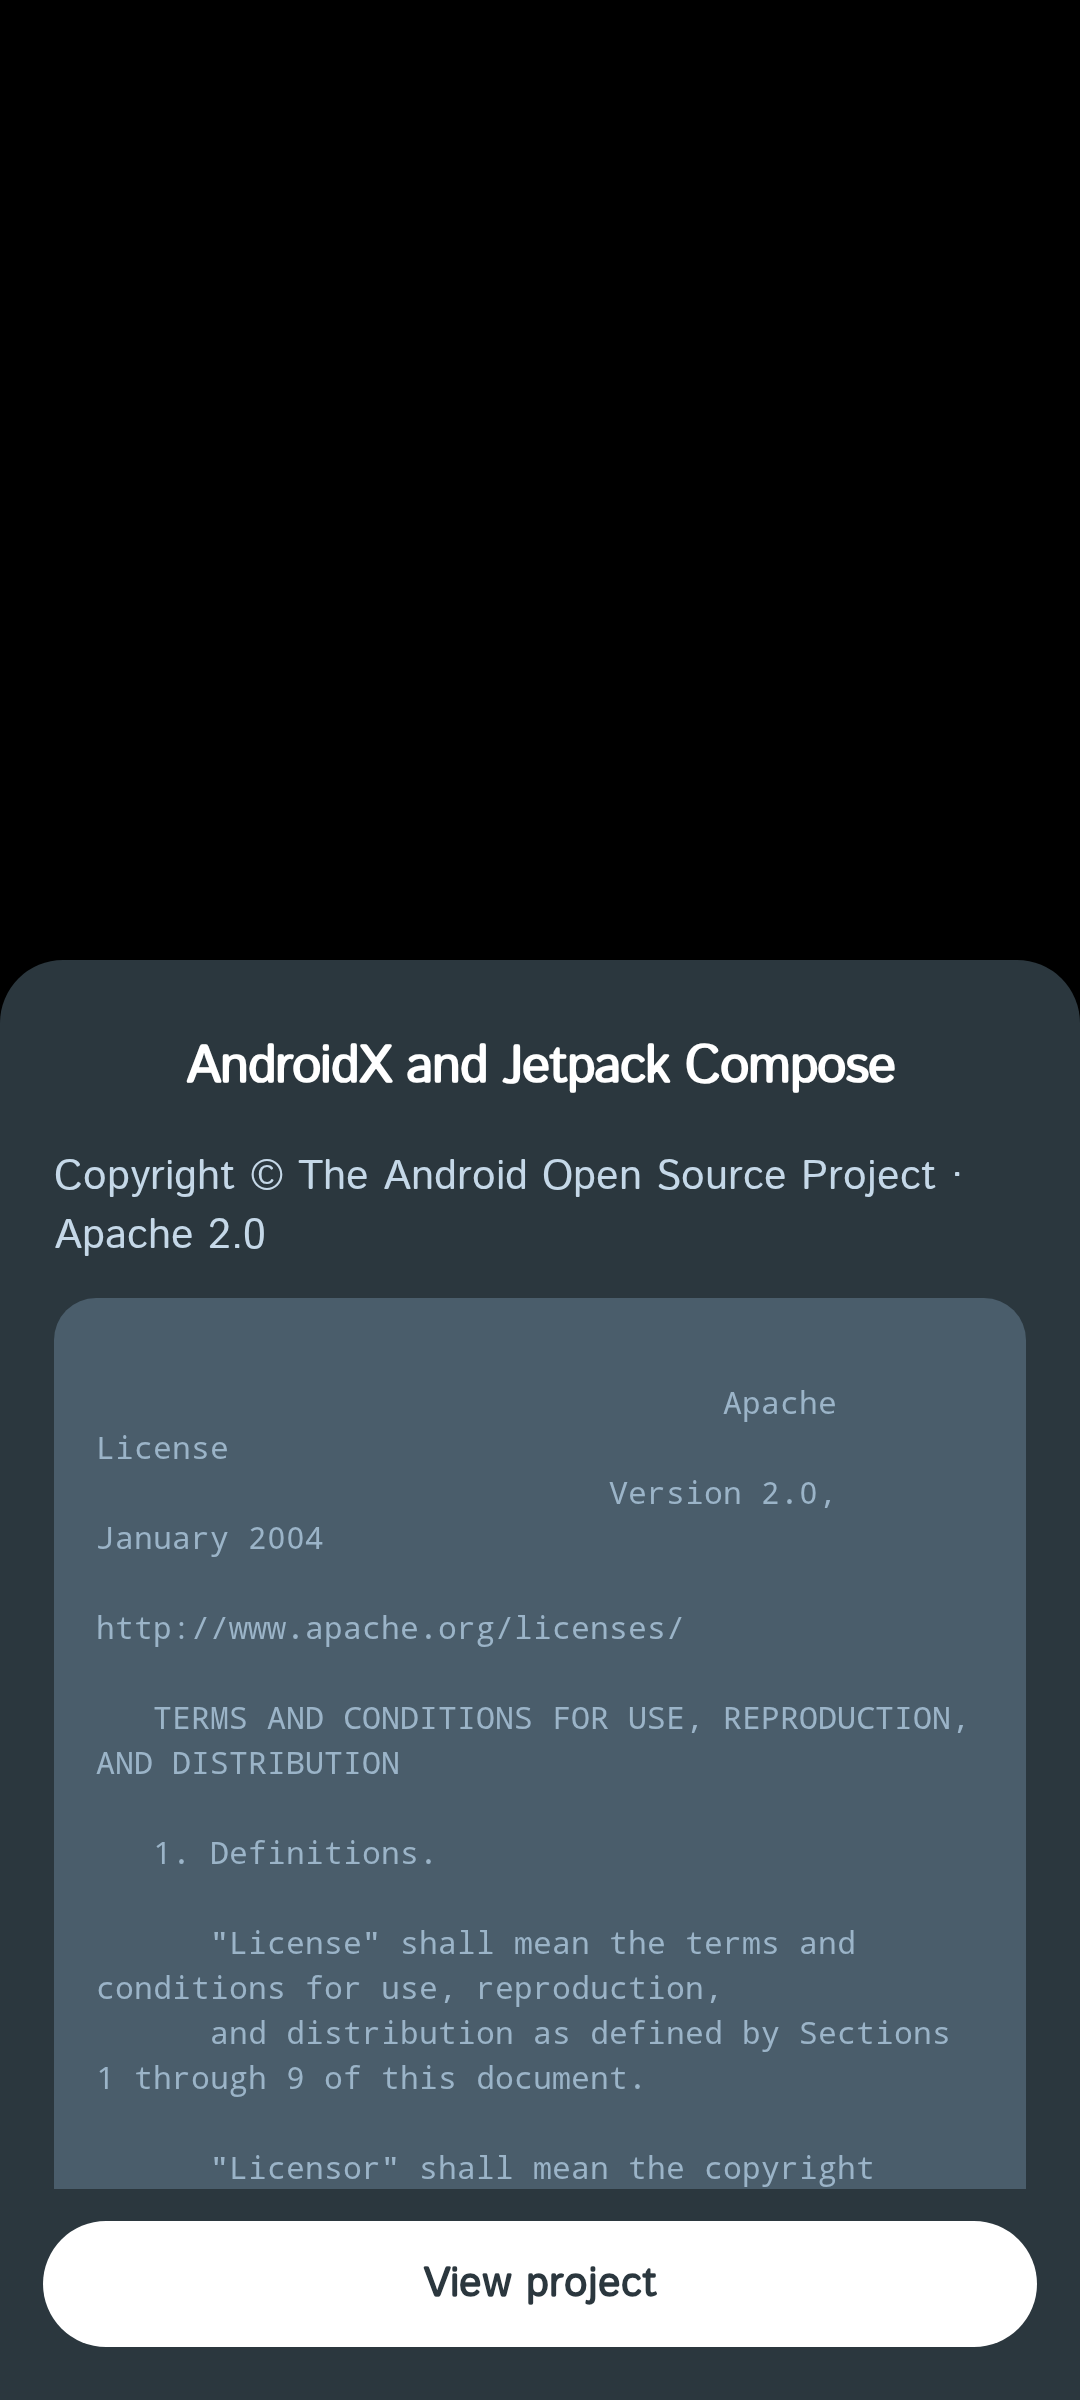 AndroidX and Jetpack Compose
Copyright © The Android Open Source Project ·
Apache 2.0
Apache
License
Version 2.0,
January 2004
http://www.apache.org/licenses/
TERMS AND CONDITIONS FOR USE, REPRODUCTION,
AND DISTRIBUTION
1. Definitions.
"License" shall mean the terms and
conditions for use, reproduction,
and distribution as defined by Sections
1 through 9 of this document.
"Licensor" shall mean the copyright
View project